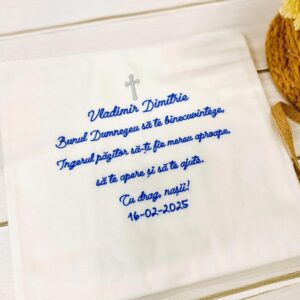 Vladimir Dimitrie
Bunul Dumnezeu să te binecuvinteze,
Îngerul păzitor să-ți fie mereu aproape,
să te apere și să te ajute.
Cu drag, nașii!
16-02-2025